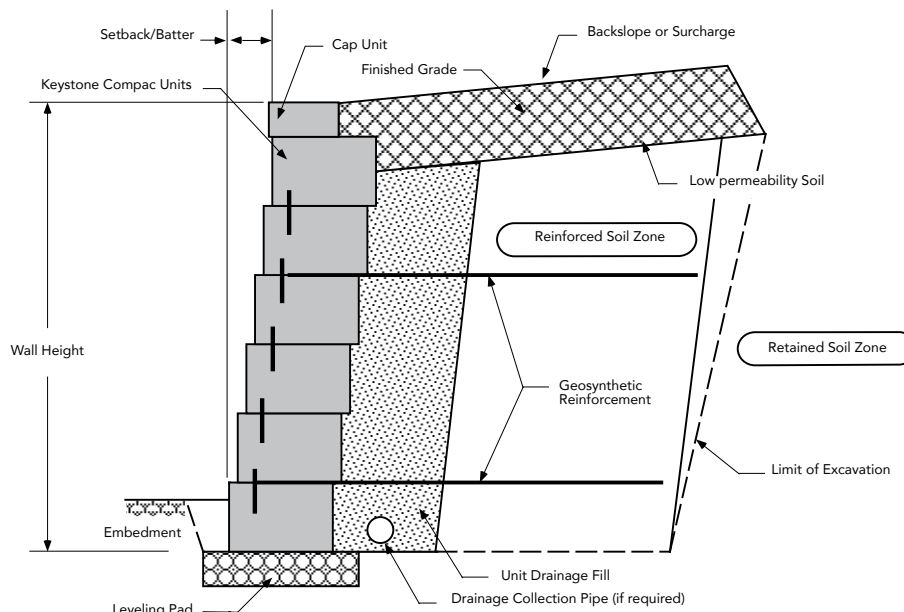 Setback/Batter
Cap Unit
Backslope or Surcharge
Finished Grade
Keystone Compac Units
Low permeability Soil
Reinforced Soil Zone
Retained Soil Zone
Wall Height
Geosynthetic
Reinforcement
Limit of Excavation
Embedment
Unit Drainage Fill
Drainage Collection Pipe (if required)
Leveling Pad